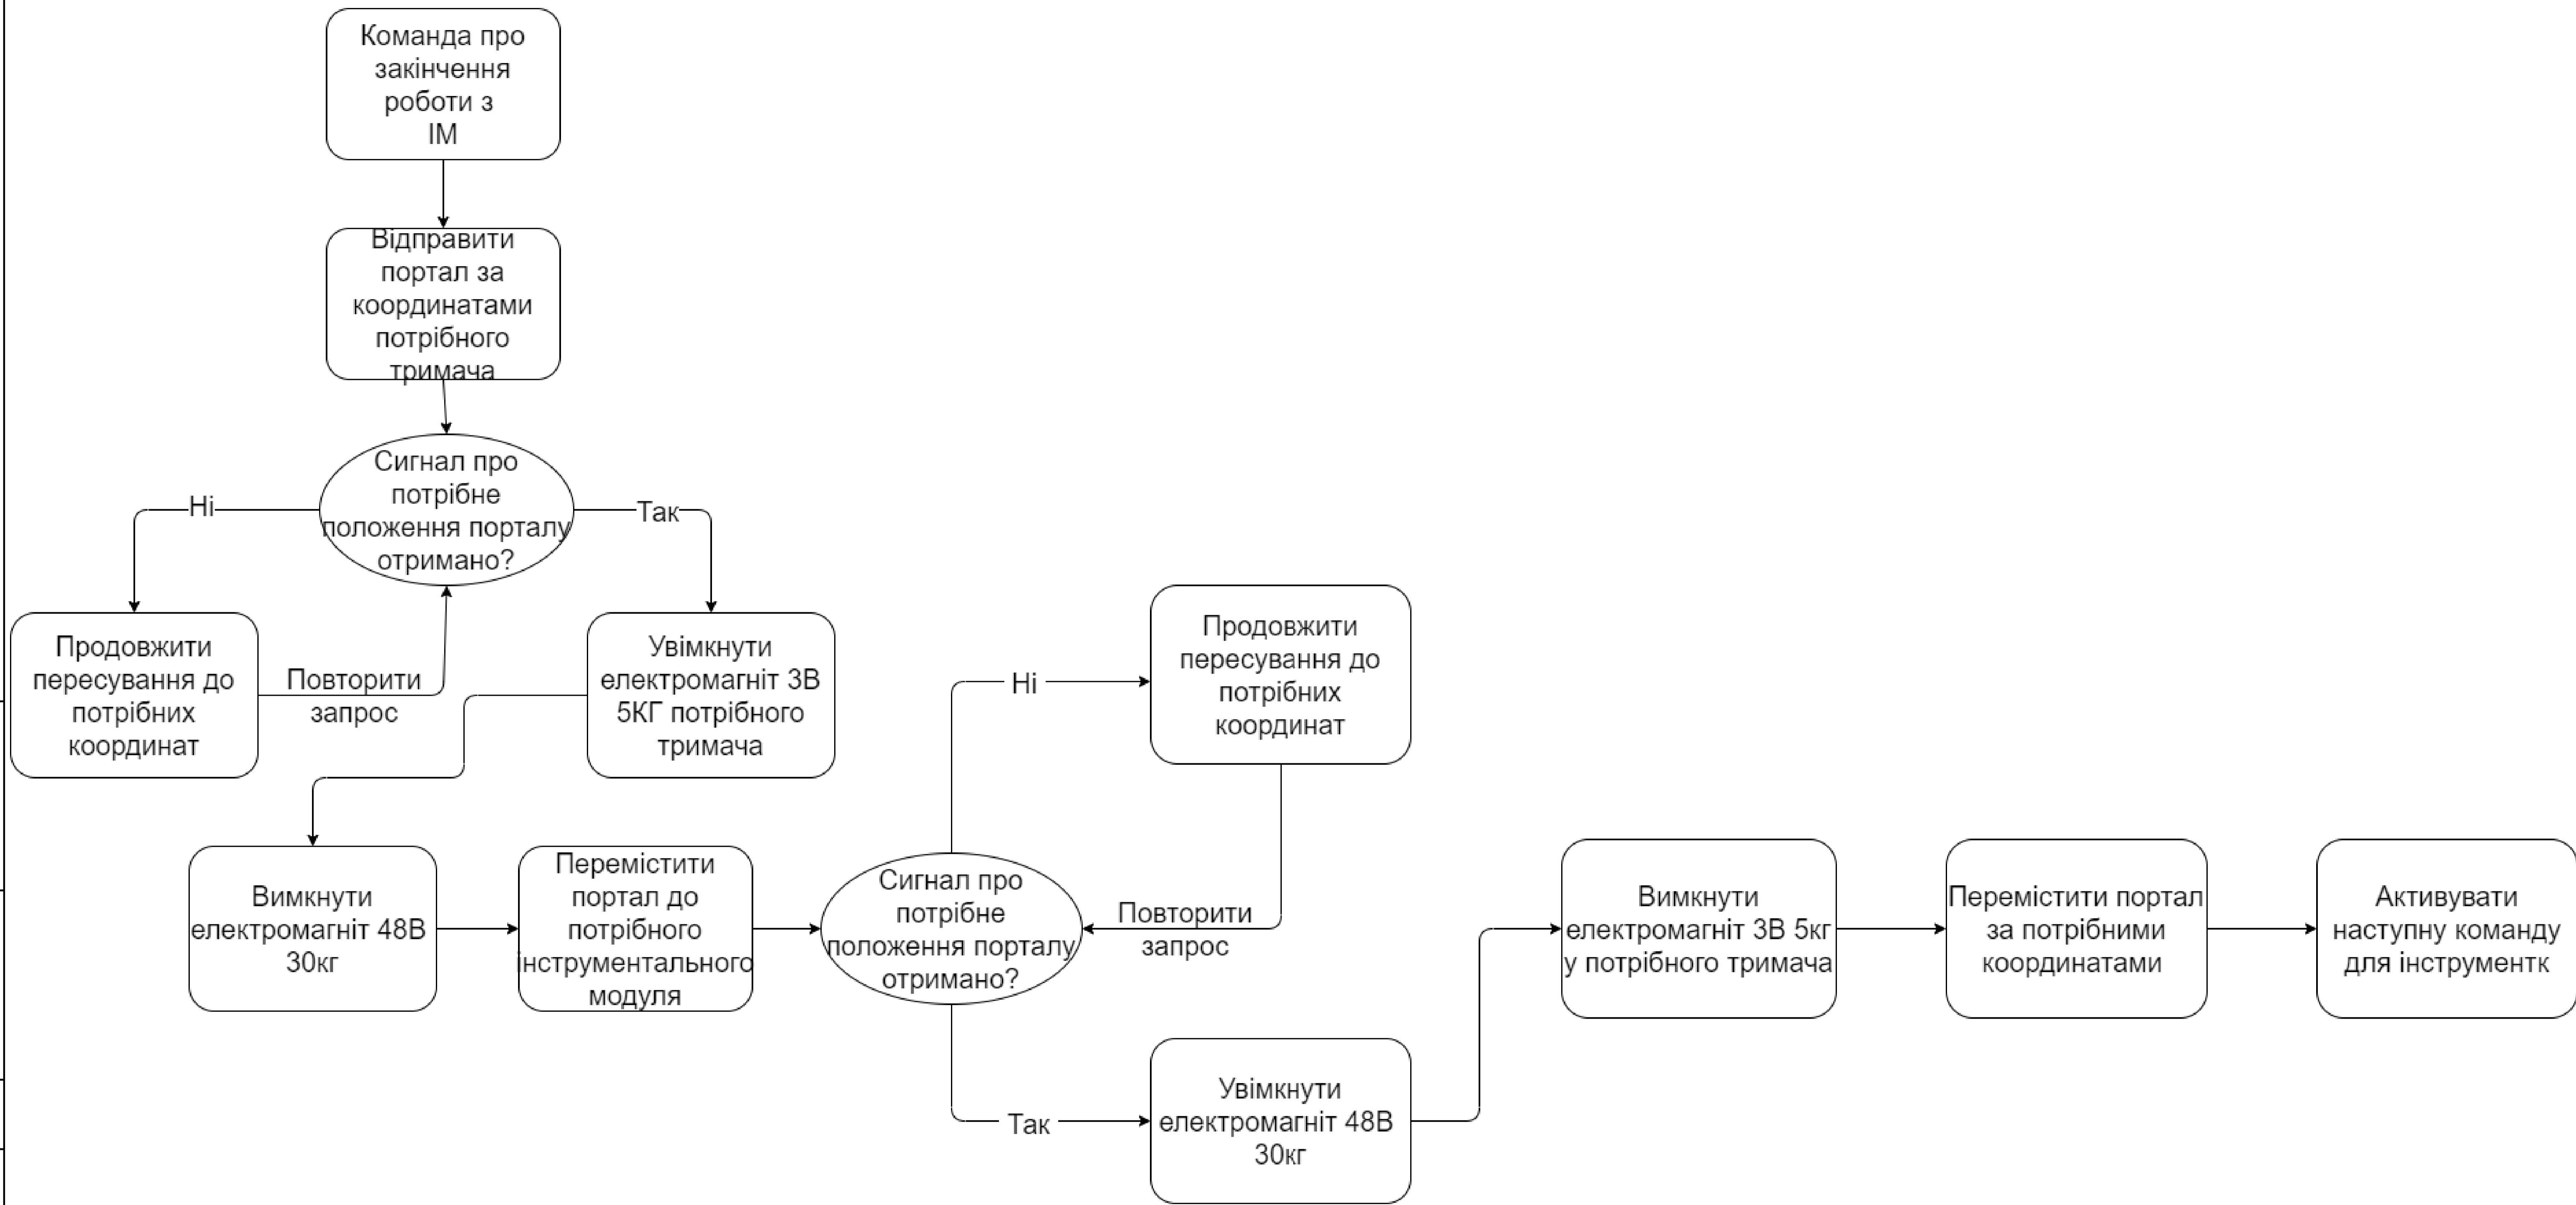 Команда про
закінчення
роботи з
ІМ
Відправити
портал за
координатами
потрібного
тримача
Сигнал про
потрібне
положення порталу
отримано?
Ні
Так
Продовжити
пересування до
потрібних
координат
Повторити
запрос
Увімкнути
електромагніт 3В
5КГ потрібного
тримача
Вимкнути
електромагніт 48В
30кг
Перемістити
портал до
потрібного
інструментального
модуля
Сигнал про
потрібне
положення порталу
отримано?
Ні
Продовжити
пересування до
потрібних
координат
Повторити
запрос
Так
Увімкнути
електромагніт 48В
30кг
Вимкнути
електромагніт 3В 5кг
у потрібного тримача
Перемістити портал
за потрібними
координатами
Активувати
наступну команду
для інструментк